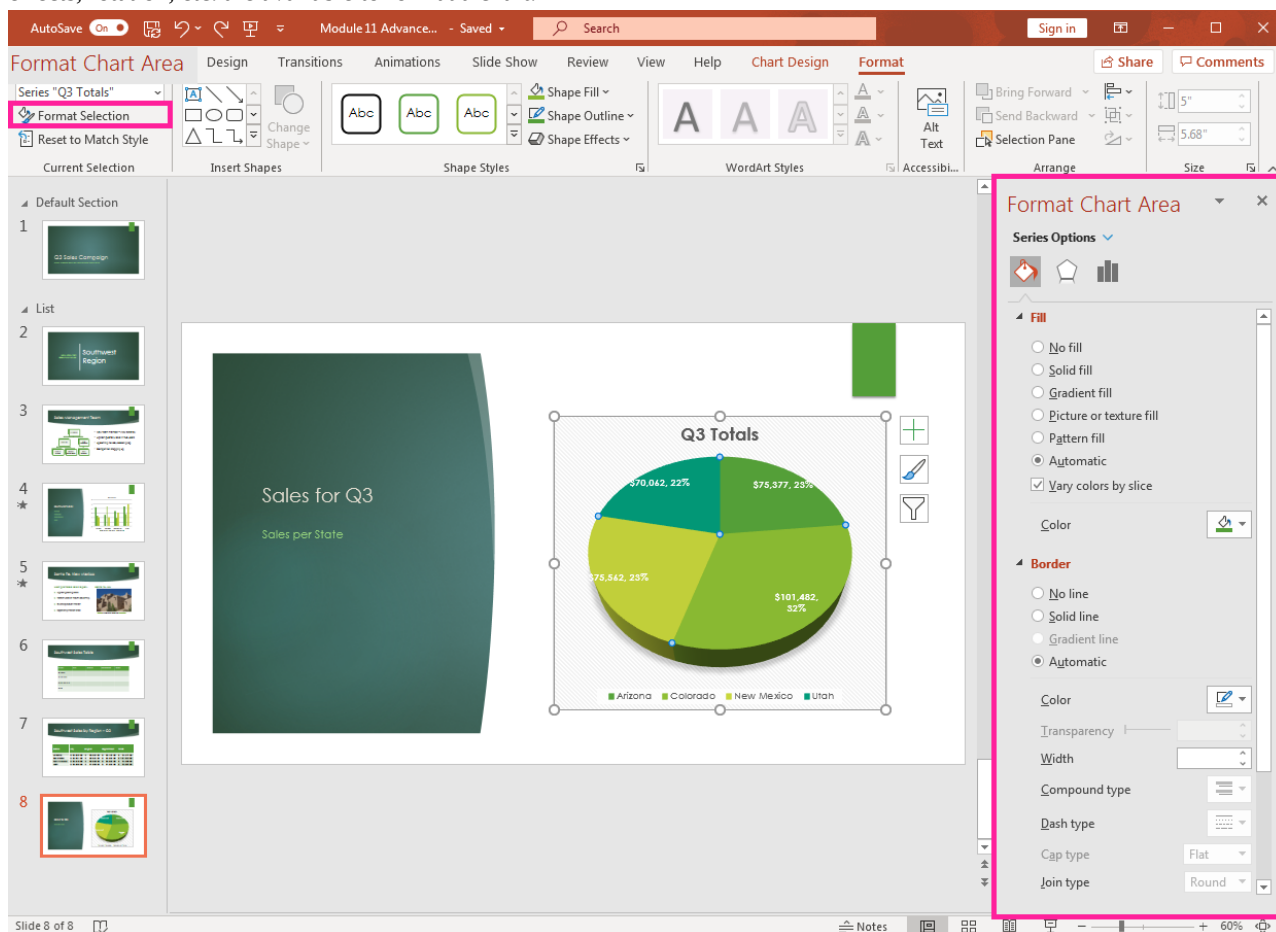 AutoSave On Module 11 Advance... - Saved Search Sign in
Format Chart Area Design Transitions Animations Slide Show Review View Help Chart Design Format Share Comments
Series "Q3 Totals"
Format Selection
Reset to Match Style
Current Selection
Change
Shape
Insert Shapes
Abc Abc Abc
Shape Fill
Shape Outline
Shape Effects
Shape Styles
A A A
A
A
A
WordArt Styles
Alt
Text
Accessibi...
Bring Forward
Send Backward
Selection Pane
Arrange
5"
5.68"
Size
Default Section
1
Q3 Sales Campaign
List
2
Southwest
Region
3
Sales Management Team
4
5
6
7
8
Sales for Q3
Sales per State
Q3 Totals
$70,062, 22%
$75,377, 23%
$75,562, 23%
$101,482,
32%
Arizona Colorado New Mexico Utah
Format Chart Area
Series Options
Fill
No fill
Solid fill
Gradient fill
Picture or texture fill
Pattern fill
Automatic
Vary colors by slice
Color
Border
No line
Solid line
Gradient line
Automatic
Color
Transparency
Width
Compound type
Dash type
Cap type Flat
Join type Round
Slide 8 of 8 Notes 60%